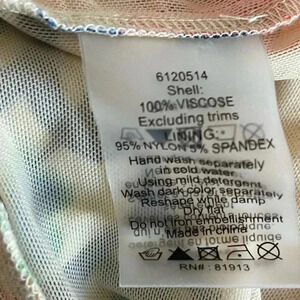 6120514
Shell:
100% VISCOSE
Excluding trims
LINING:
95% NYLON 5% SPANDEX
Hand wash separately
in cold water
Using mild detergent
Wash dark color separately
Reshape while damp
Dry flat
Do not iron embellishment
Made in
RN#: 81913